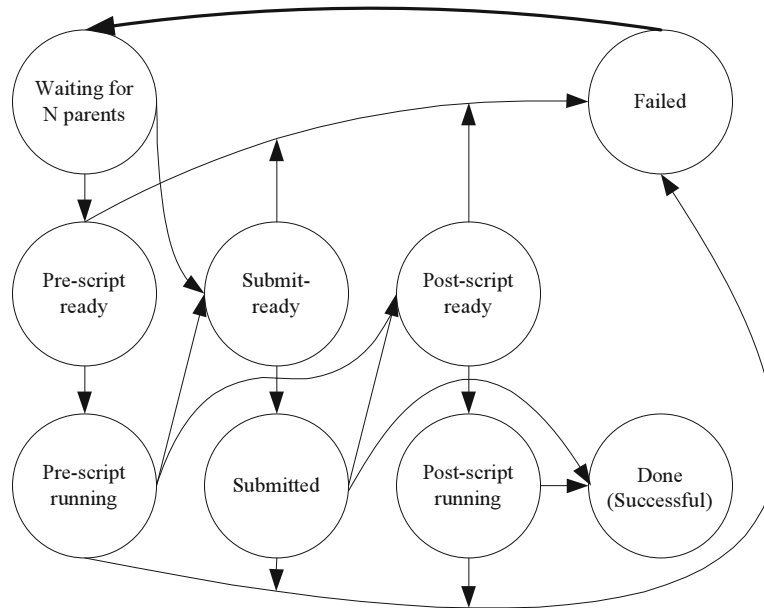 Waiting for
N parents
Failed
Pre-script
ready
Submit-
ready
Post-script
ready
Pre-script
running
Submitted
Post-script
running
Done
(Successful)